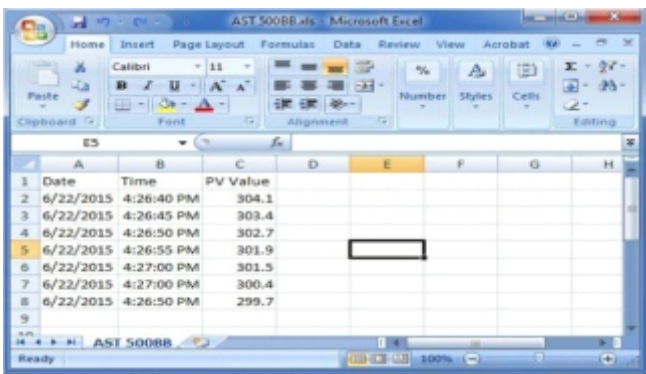 AST 500BB.xls - Microsoft Excel
Home Insert Page Layout Formulas Data Review View Acrobat
Calibri 11
Paste B I U A A % Number Styles Cells
Clipboard Font Alignment Editing
E5 fx
A B C D E F G H
1 Date Time PV Value
2 6/22/2015 4:26:40 PM 304.1
3 6/22/2015 4:26:45 PM 303.4
4 6/22/2015 4:26:50 PM 302.7
5 6/22/2015 4:26:55 PM 301.9
6 6/22/2015 4:27:00 PM 301.5
7 6/22/2015 4:27:00 PM 300.4
8 6/22/2015 4:26:50 PM 299.7
9
10
AST 500BB
Ready 100%